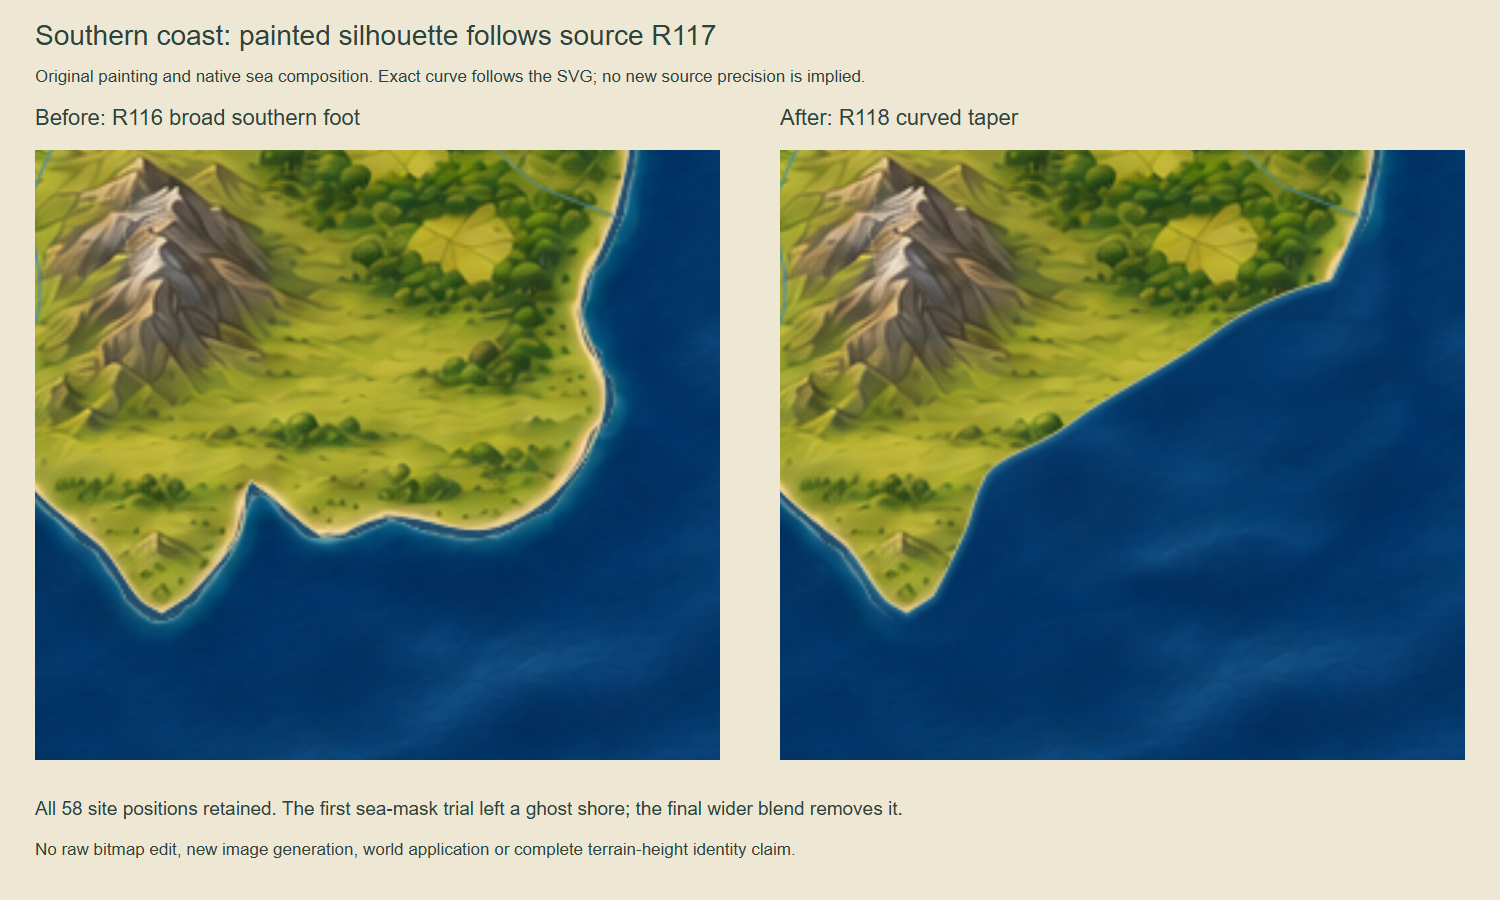 Southern coast: painted silhouette follows source R117
Original painting and native sea composition. Exact curve follows the SVG; no new source precision is implied.
Before: R116 broad southern foot
After: R118 curved taper
All 58 site positions retained. The first sea-mask trial left a ghost shore; the final wider blend removes it.
No raw bitmap edit, new image generation, world application or complete terrain-height identity claim.